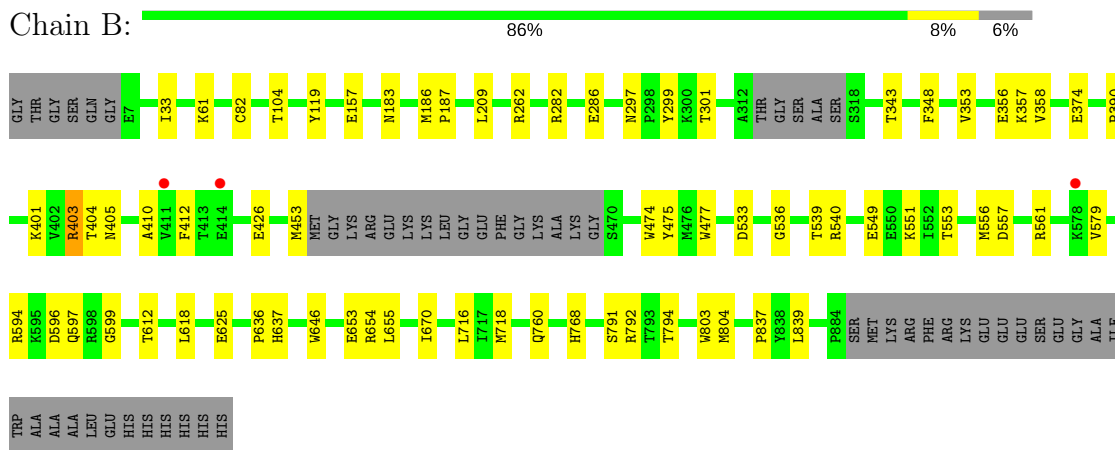 Chain B:
86% 8% 6%
GLY THR GLY SER GLN GLY E7 I33 K61 C82 T104 Y119 E157 N183 M186 P187 L209 R262 R282 E286 N297 P298 Y299 K300 T301 A312 THR GLY SER ALA SER S318 T343 F348 V353 E356 K357 V358 E374
K401 V402 R403 T404 N405 A410 V411 F412 T413 E414 E426 M453 MET GLY LYS ARG GLU LYS LYS LEU GLY GLU PHE GLY LYS ALA LYS GLY S470 W474 Y475 M476 W477 D533 G536 T539 R540 E549 E550 K551 I552 T553 M556 D557 R561 K578 V579
R594 K595 D596 Q597 R598 G599 T612 L618 E625 P636 H637 W646 E653 R654 L655 I670 L716 I717 M718 Q760 H768 S791 R792 T793 T794 W803 M804 P837 Y838 L839 P884 SER MET LYS ARG PHE ARG LYS GLU GLU GLU SER GLU GLY ALA
TRP ALA ALA ALA LEU GLU HIS HIS HIS HIS HIS HIS